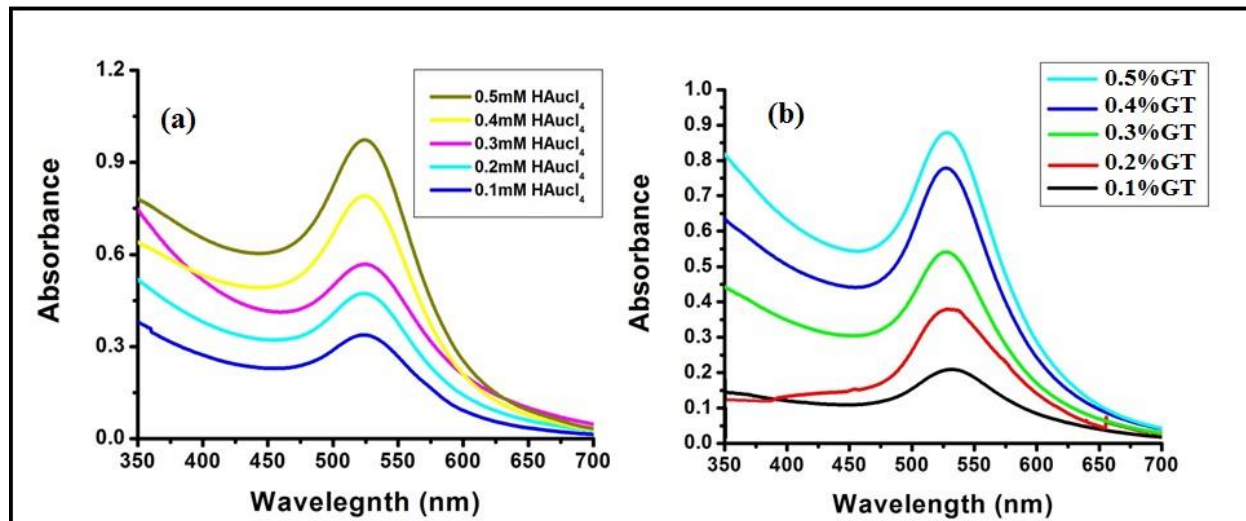 (a)
Absorbance
1.2
0.9
0.6
0.3
0.0
350 400 450 500 550 600 650 700
Wavelegnth (nm)
0.5mM HAucl₄
0.4mM HAucl₄
0.3mM HAucl₄
0.2mM HAucl₄
0.1mM HAucl₄
(b)
Absorbance
1.0
0.9
0.8
0.7
0.6
0.5
0.4
0.3
0.2
0.1
0.0
350 400 450 500 550 600 650 700
Wavelength (nm)
0.5%GT
0.4%GT
0.3%GT
0.2%GT
0.1%GT